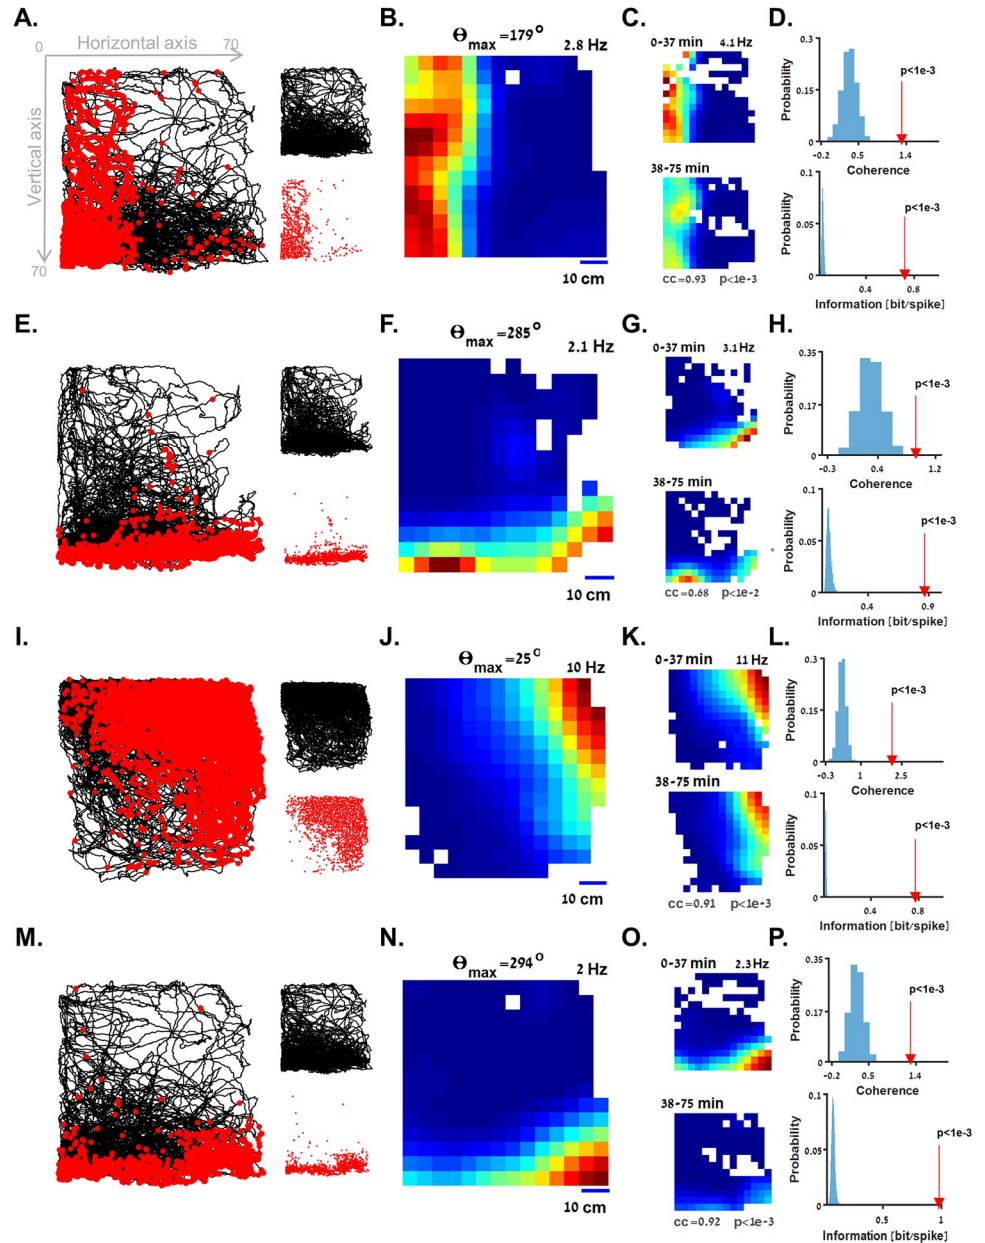 A.
0 Horizontal axis 70
Vertical axis
70
B.
Θmax=179°
2.8 Hz
10 cm
C.
0-37 min 4.1Hz
38-75 min
cc=0.93 p<1e-3
D.
0.3
0.15
0
Probability
p<1e-3
-0.2 0.5 1.4
Coherence
0.1
0.05
0
Probability
p<1e-3
0.4 0.8
Information [bit/spike]
E.
F.
Θmax=285°
2.1 Hz
10 cm
G.
0-37 min 3.1Hz
38-75 min
cc=0.68 p<1e-2
H.
0.35
0.17
0
Probability
p<1e-3
-0.3 0.4 1.2
Coherence
0.1
0.05
0
Probability
p<1e-3
0.4 0.9
Information [bit/spike]
I.
J.
Θmax=25°
10 Hz
10 cm
K.
0-37 min 11 Hz
38-75 min
cc=0.91 p<1e-3
L.
0.3
0.15
0
Probability
p<1e-3
-0.3 1 2.5
Coherence
0.1
0.05
0
Probability
p<1e-3
0.4 0.8
Information [bit/spike]
M.
N.
Θmax=294°
2 Hz
10 cm
O.
0-37 min 2.3Hz
38-75 min
cc=0.92 p<1e-3
P.
0.35
0.17
0
Probability
p<1e-3
-0.2 0.5 1.4
Coherence
0.1
0.05
0
Probability
p<1e-3
0.5 1
Information [bit/spike]